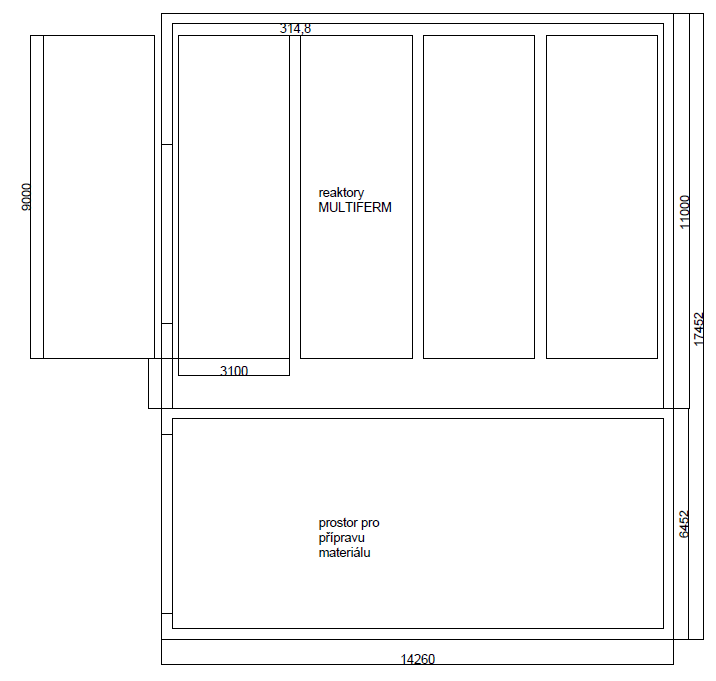 314,8
9000
reaktory
MULTIFERM
11000
17452
3100
6452
prostor pro
přípravu
materiálu
14260